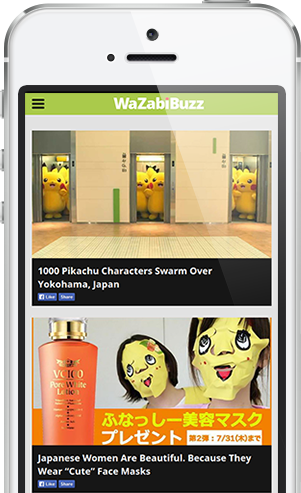 WaZabiBuzz
1000 Pikachu Characters Swarm Over
Yokohama, Japan
Like Share
VC100
Pore White
Lotion
ふなっしー美容マスク
プレゼント 第2弾：7/31(木)まで
Japanese Women Are Beautiful. Because They
Wear "Cute" Face Masks
Like Share